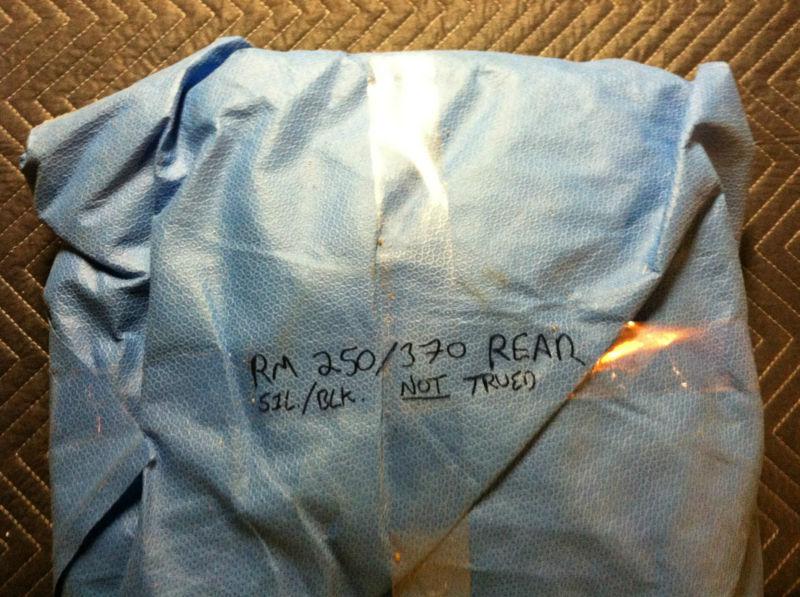 RM 250/370 REAR
SIL./BLK. NOT TRUED